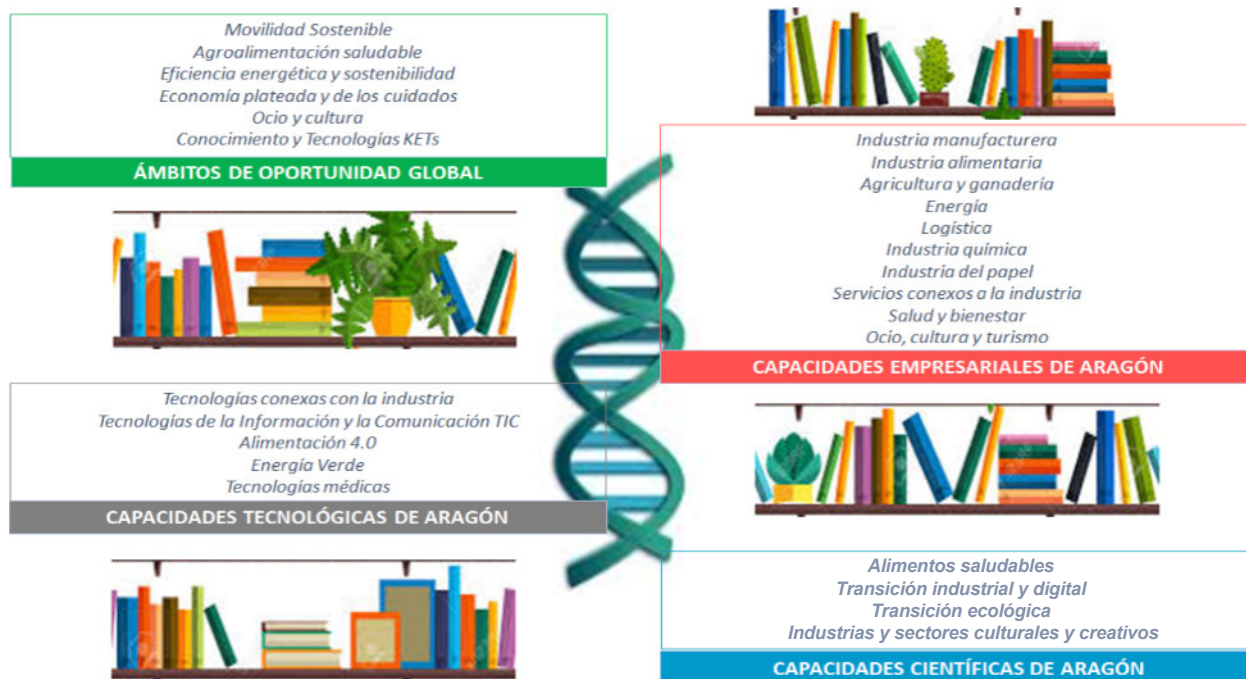 Movilidad Sostenible
Agroalimentación saludable
Eficiencia energética y sostenibilidad
Economía plateada y de los cuidados
Ocio y cultura
Conocimiento y Tecnologías KETs
ÁMBITOS DE OPORTUNIDAD GLOBAL
Industria manufacturera
Industria alimentaria
Agricultura y ganadería
Energía
Logística
Industria química
Industria del papel
Servicios conexos a la industria
Salud y bienestar
Ocio, cultura y turismo
CAPACIDADES EMPRESARIALES DE ARAGÓN
Tecnologías conexas con la industria
Tecnologías de la Información y la Comunicación TIC
Alimentación 4.0
Energía Verde
Tecnologías médicas
CAPACIDADES TECNOLÓGICAS DE ARAGÓN
Alimentos saludables
Transición industrial y digital
Transición ecológica
Industrias y sectores culturales y creativos
CAPACIDADES CIENTÍFICAS DE ARAGÓN